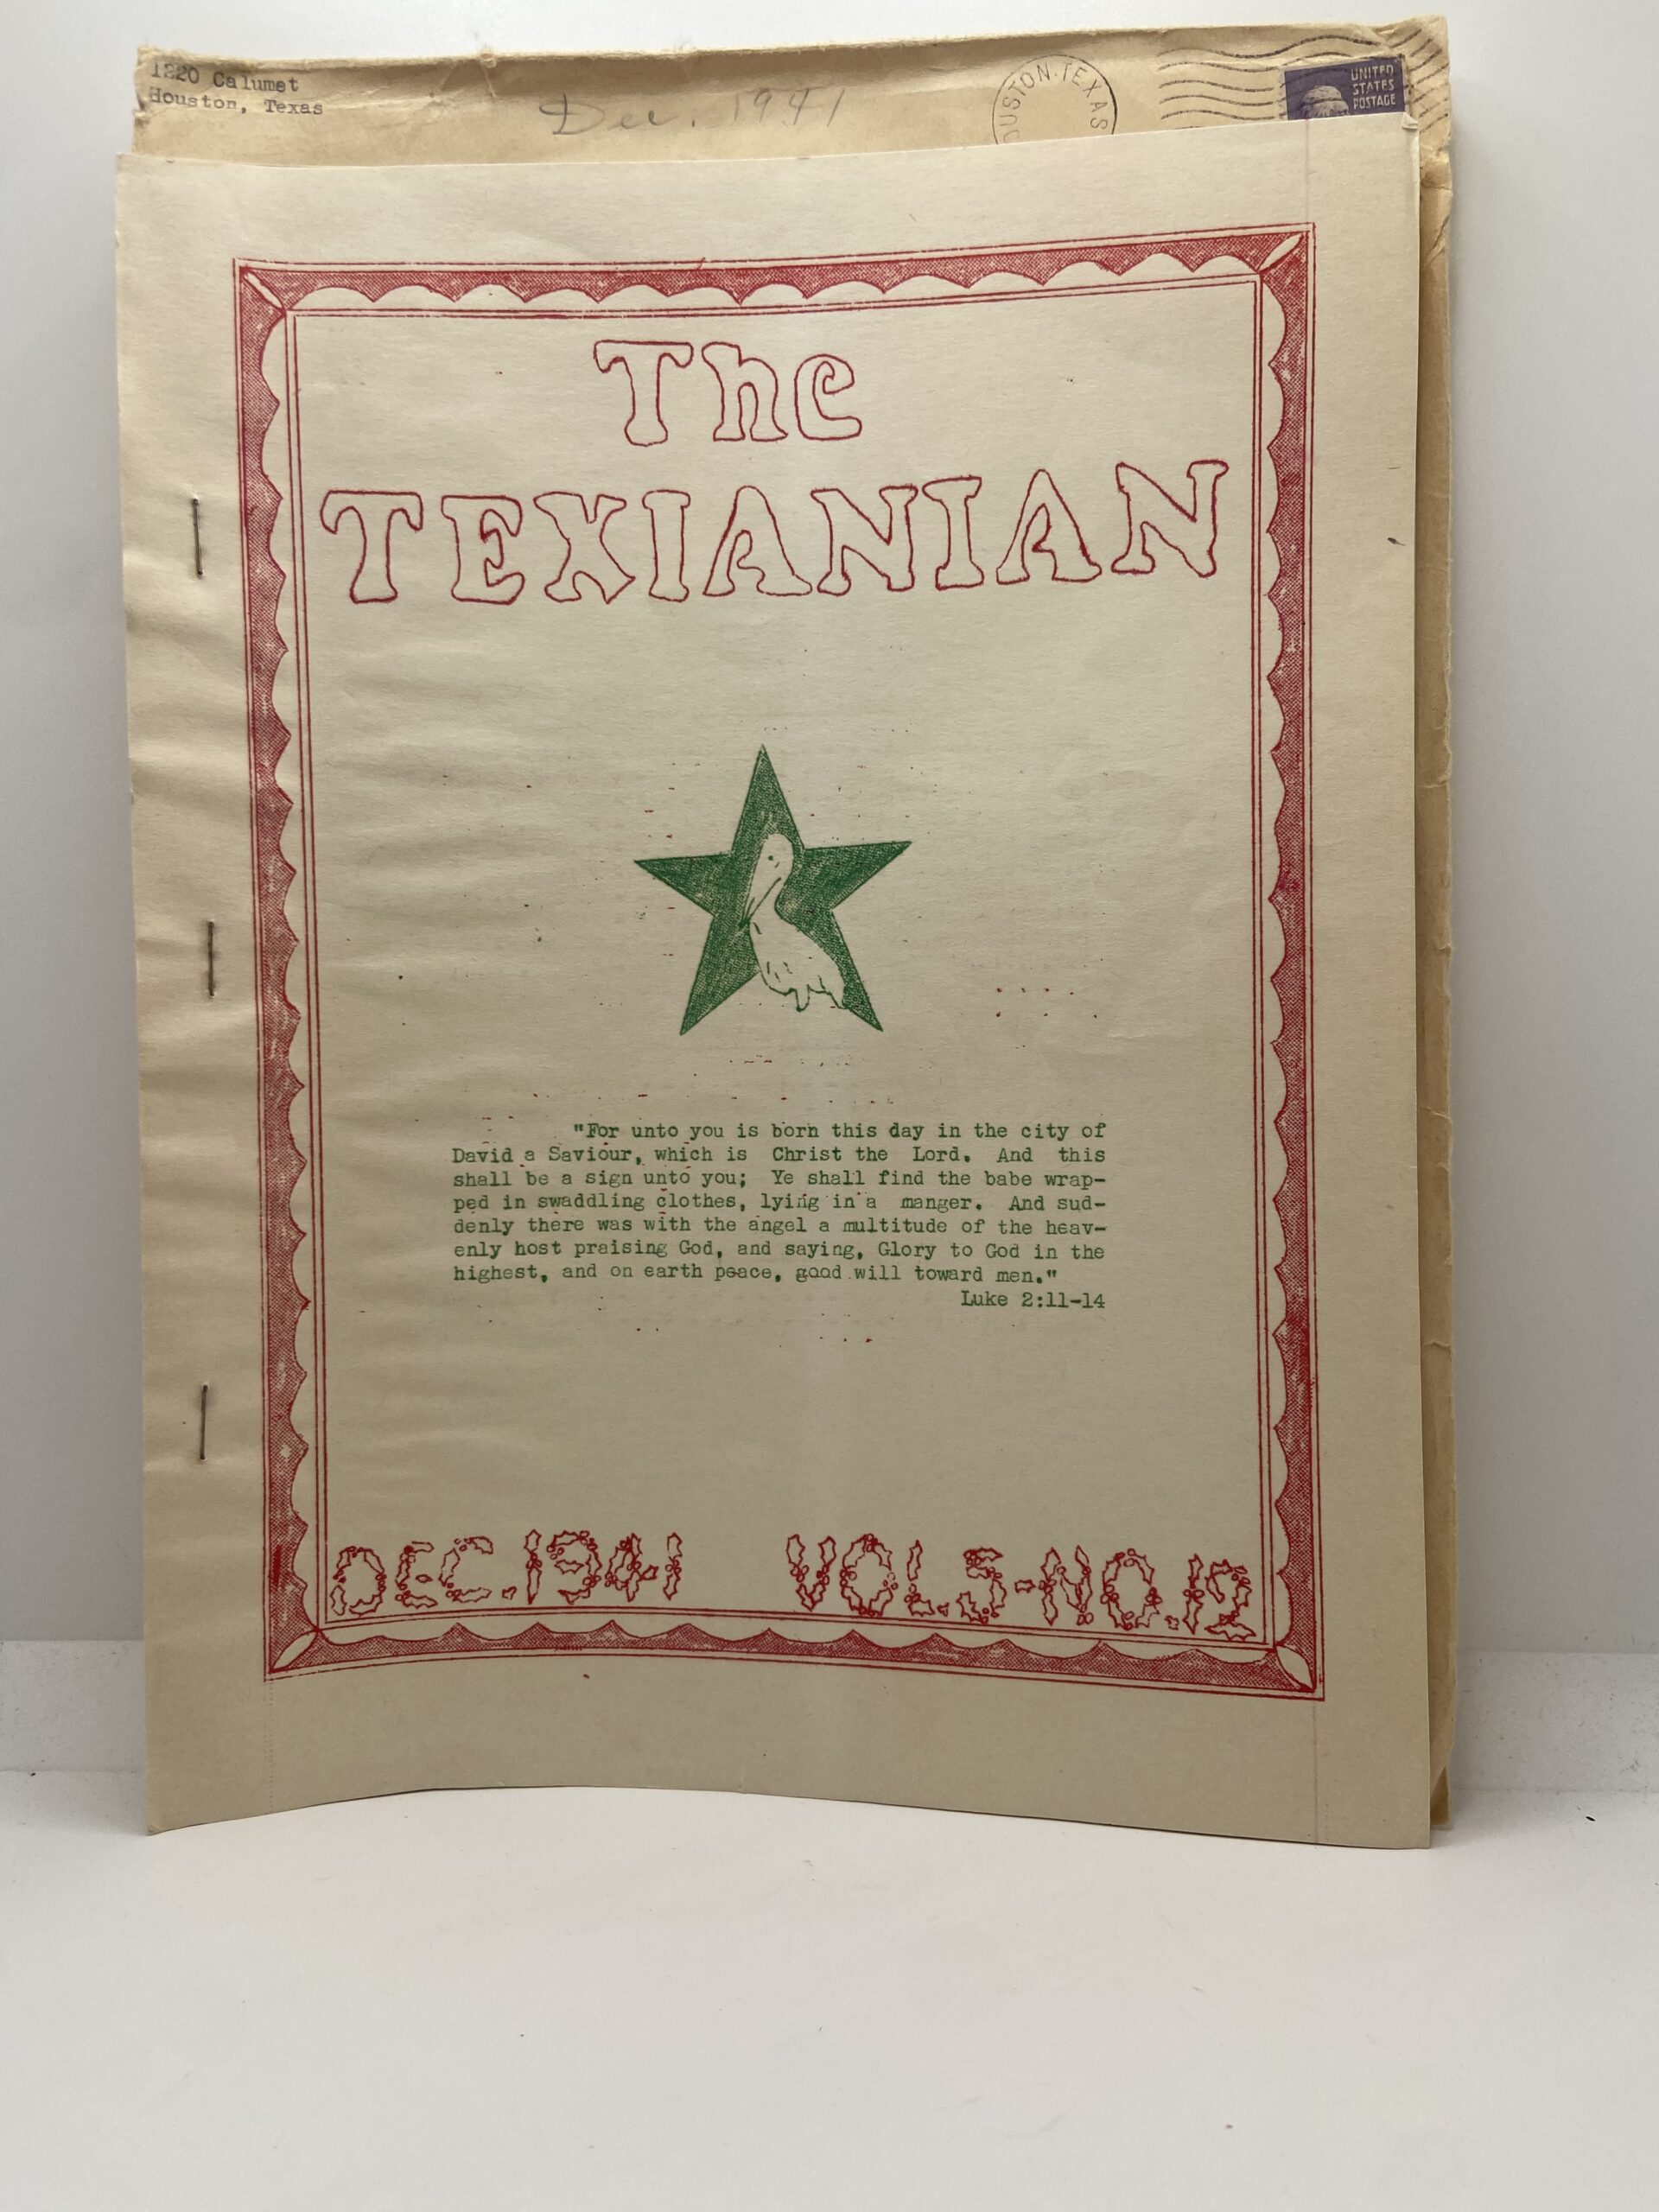 1220 Calumet
Houston, Texas
Dec. 1941
OUSTON, TEXAS
UNITED
STATES
POSTAGE
The
TEXIANIAN
"For unto you is born this day in the city of
David a Saviour, which is Christ the Lord. And this
shall be a sign unto you; Ye shall find the babe wrap-
ped in swaddling clothes, lying in a manger. And sud-
denly there was with the angel a multitude of the heav-
enly host praising God, and saying, Glory to God in the
highest, and on earth peace, good will toward men."
Luke 2:11-14
DEC. 1941 VOL. 5-NO. 12